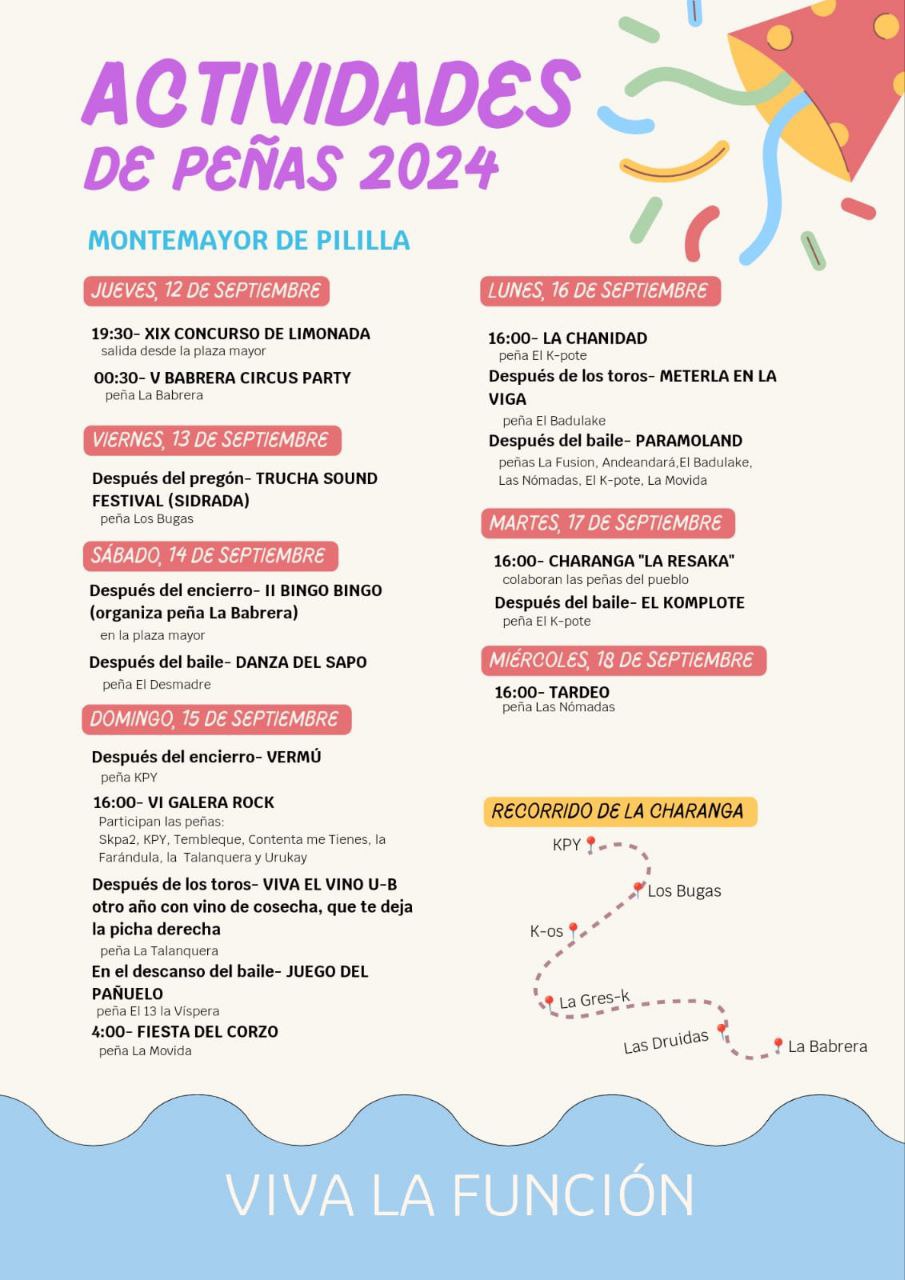 ACTIVIDADES
DE PEÑAS 2024
MONTEMAYOR DE PILILLA
JUEVES, 12 DE SEPTIEMBRE
19:30- XIX CONCURSO DE LIMONADA
salida desde la plaza mayor
00:30- V BABRERA CIRCUS PARTY
peña La Babrera
VIERNES, 13 DE SEPTIEMBRE
Después del pregón- TRUCHA SOUND
FESTIVAL (SIDRADA)
peña Los Bugas
SÁBADO, 14 DE SEPTIEMBRE
Después del encierro- II BINGO BINGO
(organiza peña La Babrera)
en la plaza mayor
Después del baile- DANZA DEL SAPO
peña El Desmadre
DOMINGO, 15 DE SEPTIEMBRE
Después del encierro- VERMÚ
peña KPY
16:00- VI GALERA ROCK
Participan las peñas:
Skpa2, KPY, Tembleque, Contenta me Tienes, la
Farándula, la Talanquera y Urukay
Después de los toros- VIVA EL VINO U-B
otro año con vino de cosecha, que te deja
la picha derecha
peña La Talanquera
En el descanso del baile- JUEGO DEL
PAÑUELO
peña El 13 la Víspera
4:00- FIESTA DEL CORZO
peña La Movida
LUNES, 16 DE SEPTIEMBRE
16:00- LA CHANIDAD
peña El K-pote
Después de los toros- METERLA EN LA
VIGA
peña El Badulake
Después del baile- PARAMOLAND
peñas La Fusion, Andeandará,El Badulake,
Las Nómadas, El K-pote, La Movida
MARTES, 17 DE SEPTIEMBRE
16:00- CHARANGA "LA RESAKA"
colaboran las peñas del pueblo
Después del baile- EL KOMPLOTE
peña El K-pote
MIÉRCOLES, 18 DE SEPTIEMBRE
16:00- TARDEO
peña Las Nómadas
RECORRIDO DE LA CHARANGA
KPY
Los Bugas
K-os
La Gres-k
Las Druidas
La Babrera
VIVA LA FUNCIÓN